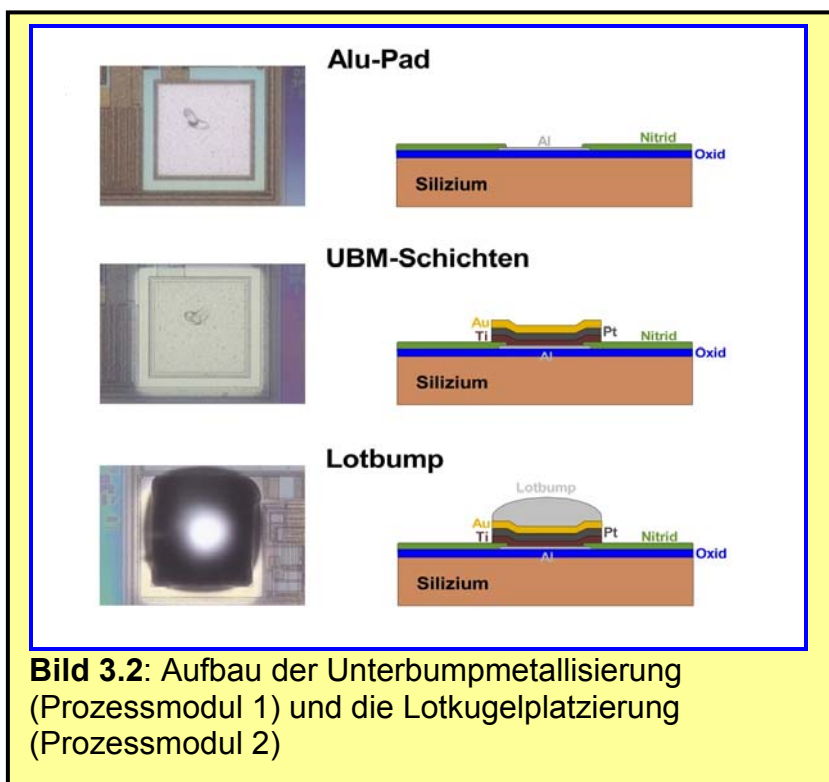 Alu-Pad
Al
Nitrid
Oxid
Silizium
UBM-Schichten
Au
Ti
Pt
Nitrid
Al
Oxid
Silizium
Lotbump
Lotbump
Au
Ti
Pt
Nitrid
Al
Oxid
Silizium
Bild 3.2: Aufbau der Unterbumpmetallisierung
(Prozessmodul 1) und die Lotkugelplatzierung
(Prozessmodul 2)